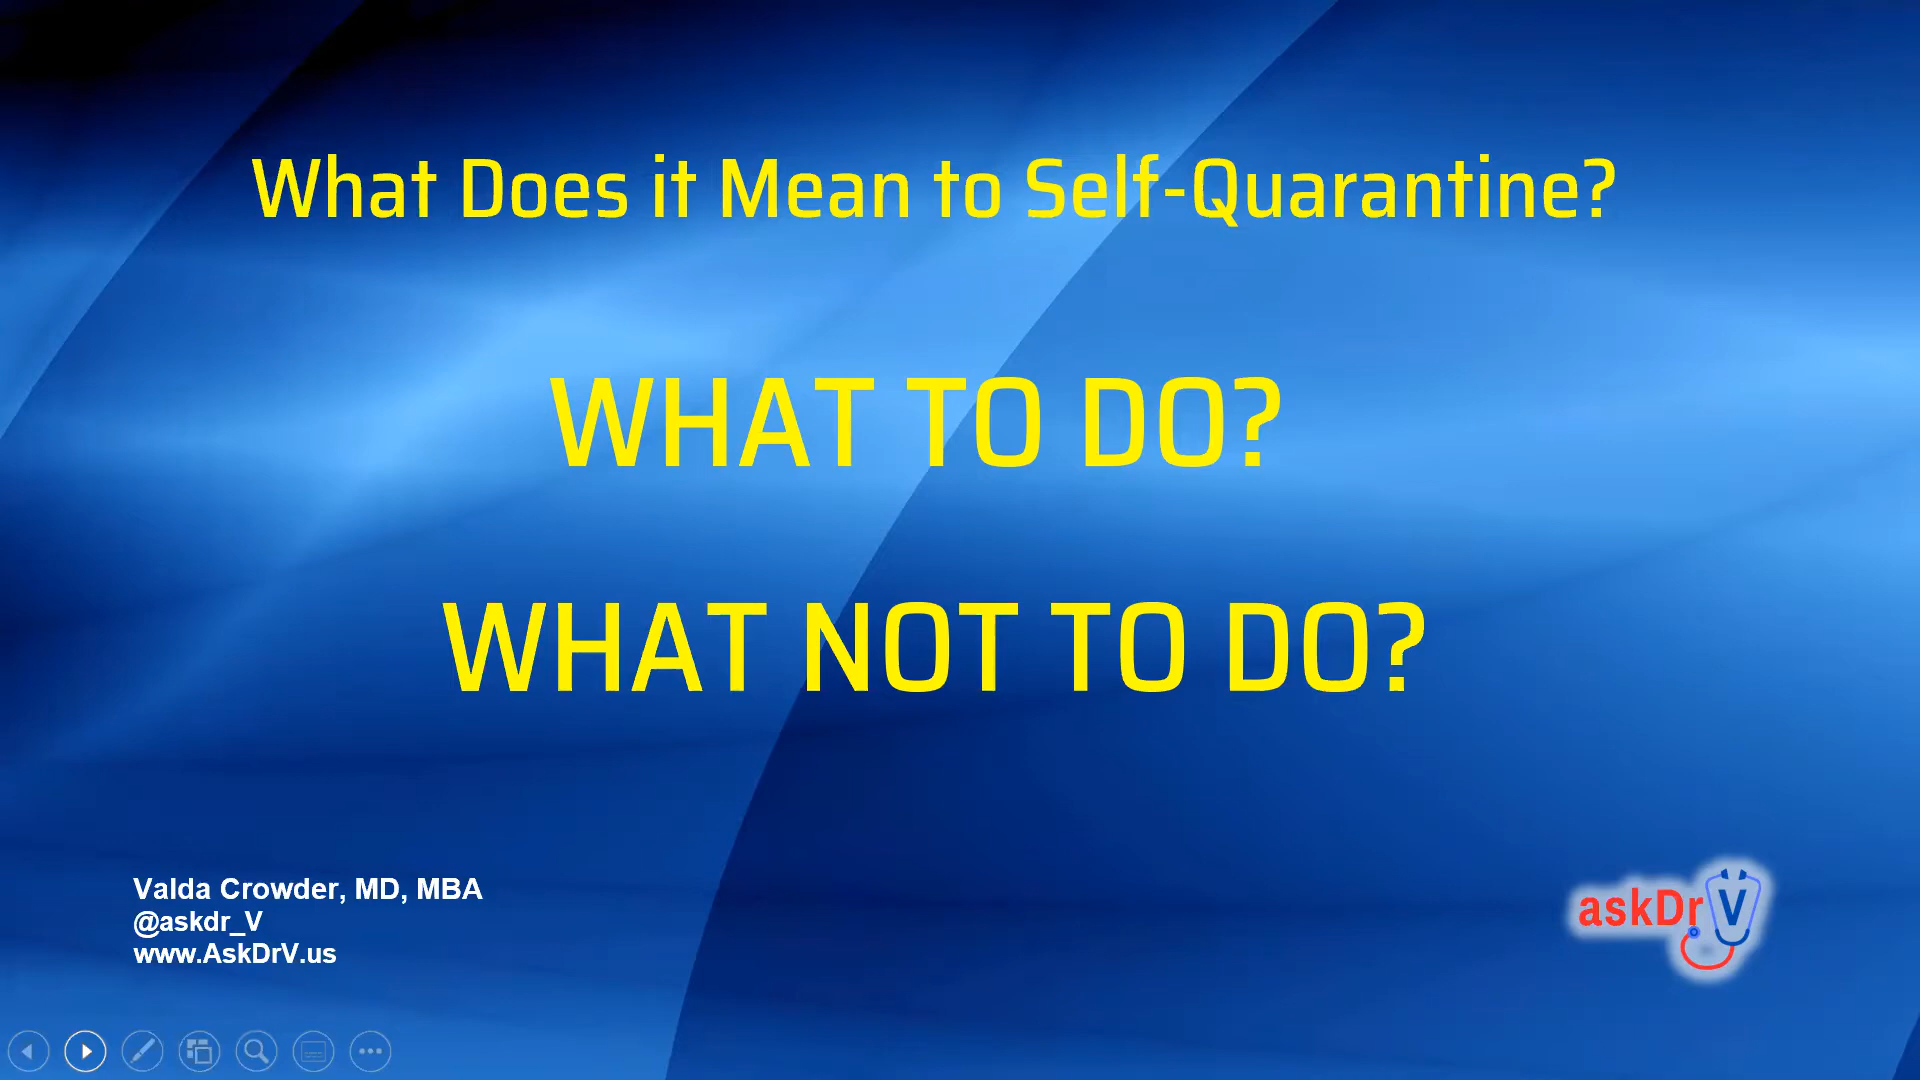 What Does it Mean to Self-Quarantine?
WHAT TO DO?
WHAT NOT TO DO?
Valda Crowder, MD, MBA
@askdr_V
www.AskDrV.us
askDrV